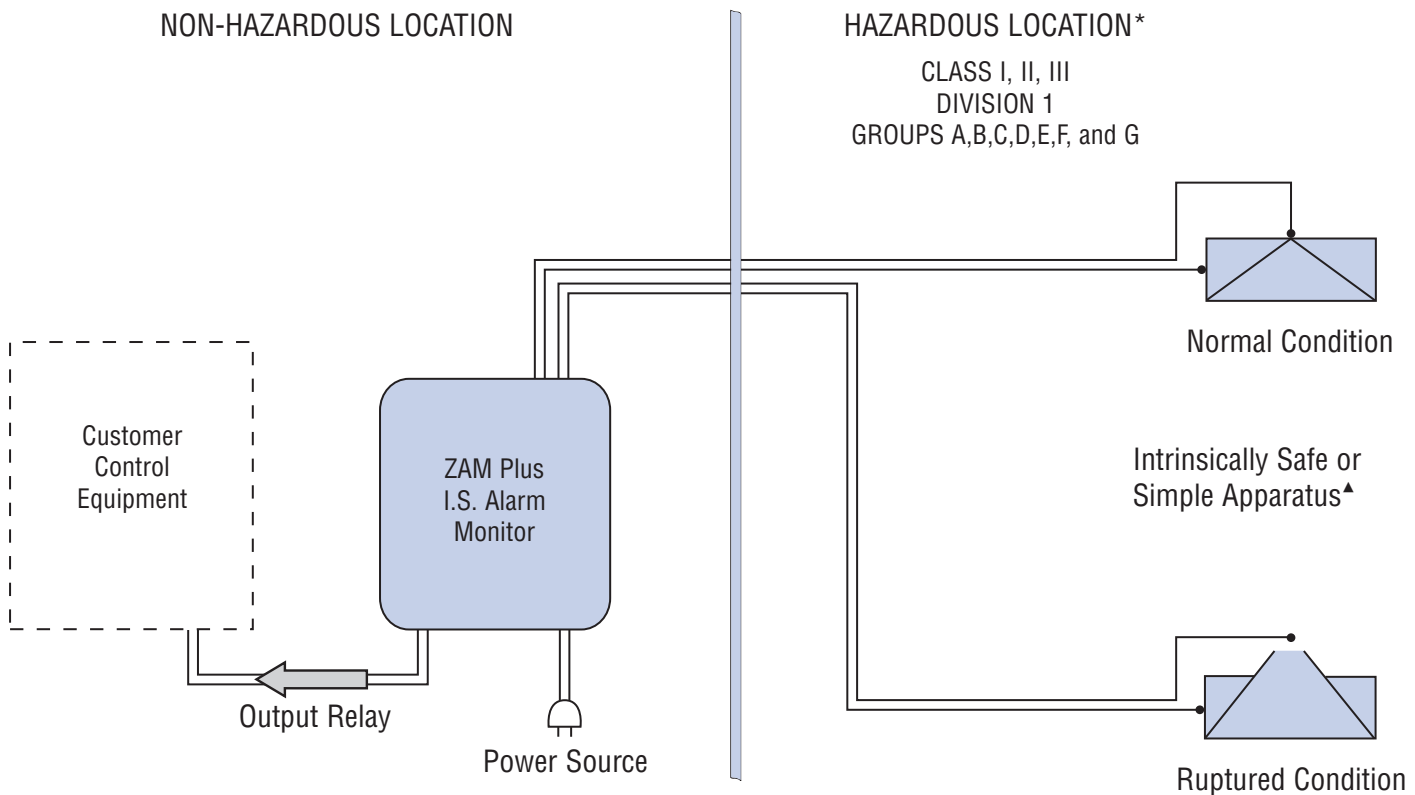 NON-HAZARDOUS LOCATION
HAZARDOUS LOCATION*
CLASS I, II, III
DIVISION 1
GROUPS A,B,C,D,E,F, and G
Normal Condition
Customer
Control
Equipment
ZAM Plus
I.S. Alarm
Monitor
Intrinsically Safe or
Simple Apparatus▲
Output Relay
Power Source
Ruptured Condition